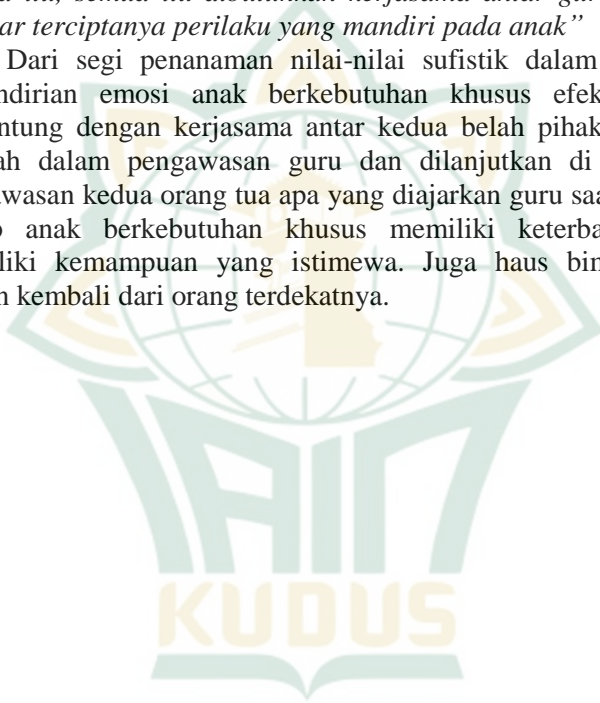 itu, semua itu dibutuhkan kerjasama antar
ar terciptanya perilaku yang mandiri pada anak”
Dari segi penanaman nilai-nilai sufistik dalam
ndirian emosi anak berkebutuhan khusus efek
ntung dengan kerjasama antar kedua belah pihak
ah dalam pengawasan guru dan dilanjutkan di
wasan kedua orang tua apa yang diajarkan guru saa
anak berkebutuhan khusus memiliki keterba
liki kemampuan yang istimewa. Juga haus bin
n kembali dari orang terdekatnya.
IAIN
KUDUS